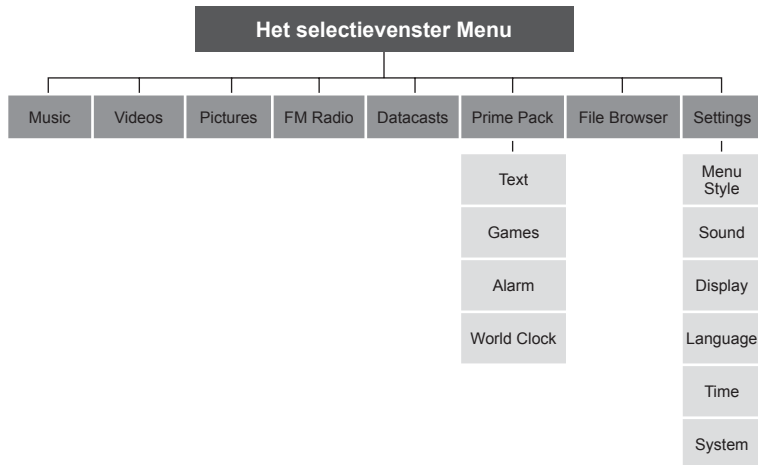 Het selectievenster Menu
Music
Videos
Pictures
FM Radio
Datacasts
Prime Pack
File Browser
Settings
Text
Games
Alarm
World Clock
Menu
Style
Sound
Display
Language
Time
System